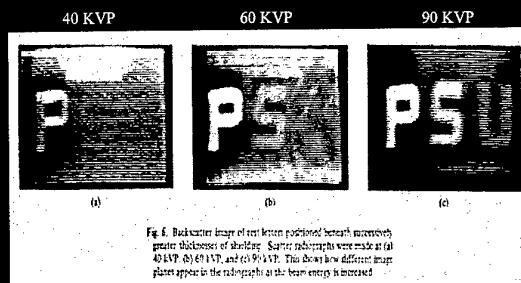 40 KVP 60 KVP 90 KVP
P PS PSU
(a) (b) (c)
Fig. 6. Backscatter image of test letters positioned beneath successively
greater thicknesses of shielding. Scatter radiographs were made at (a)
40 kVP, (b) 60 kVP, and (c) 90 kVP. This shows how different image
planes appear in the radiographs as the beam energy is increased